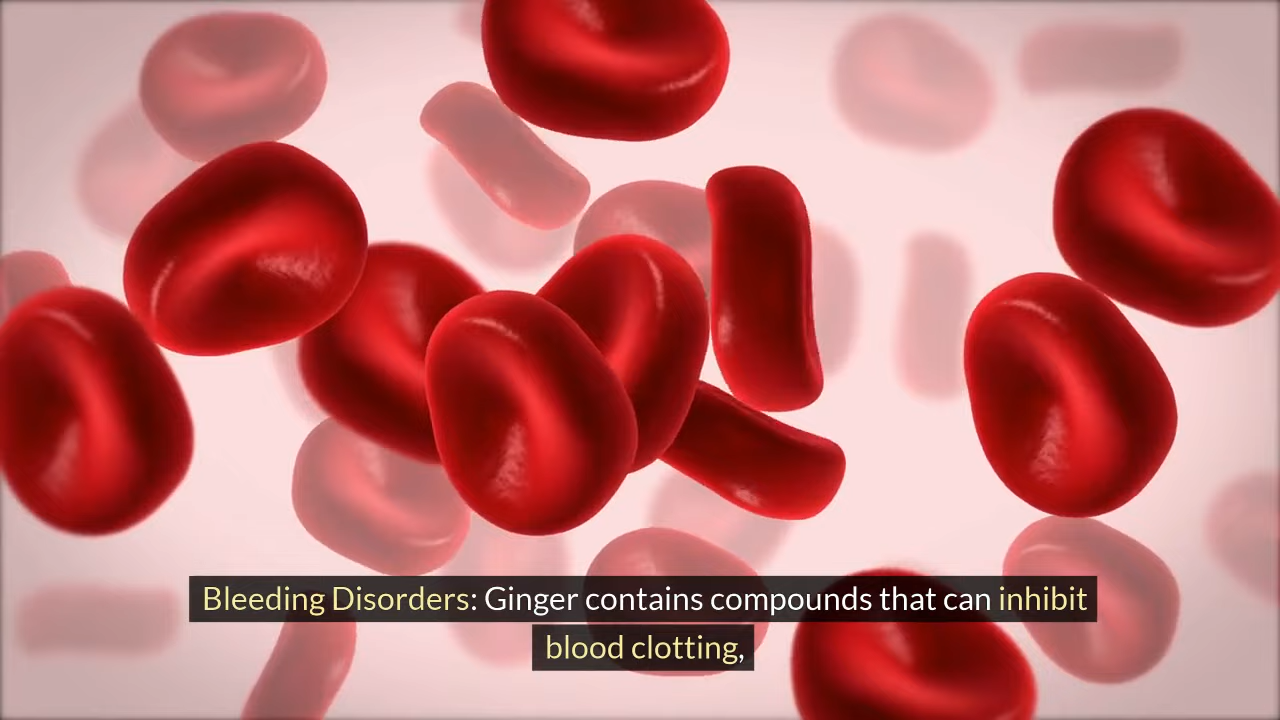 Bleeding Disorders: Ginger contains compounds that can inhibit
blood clotting,